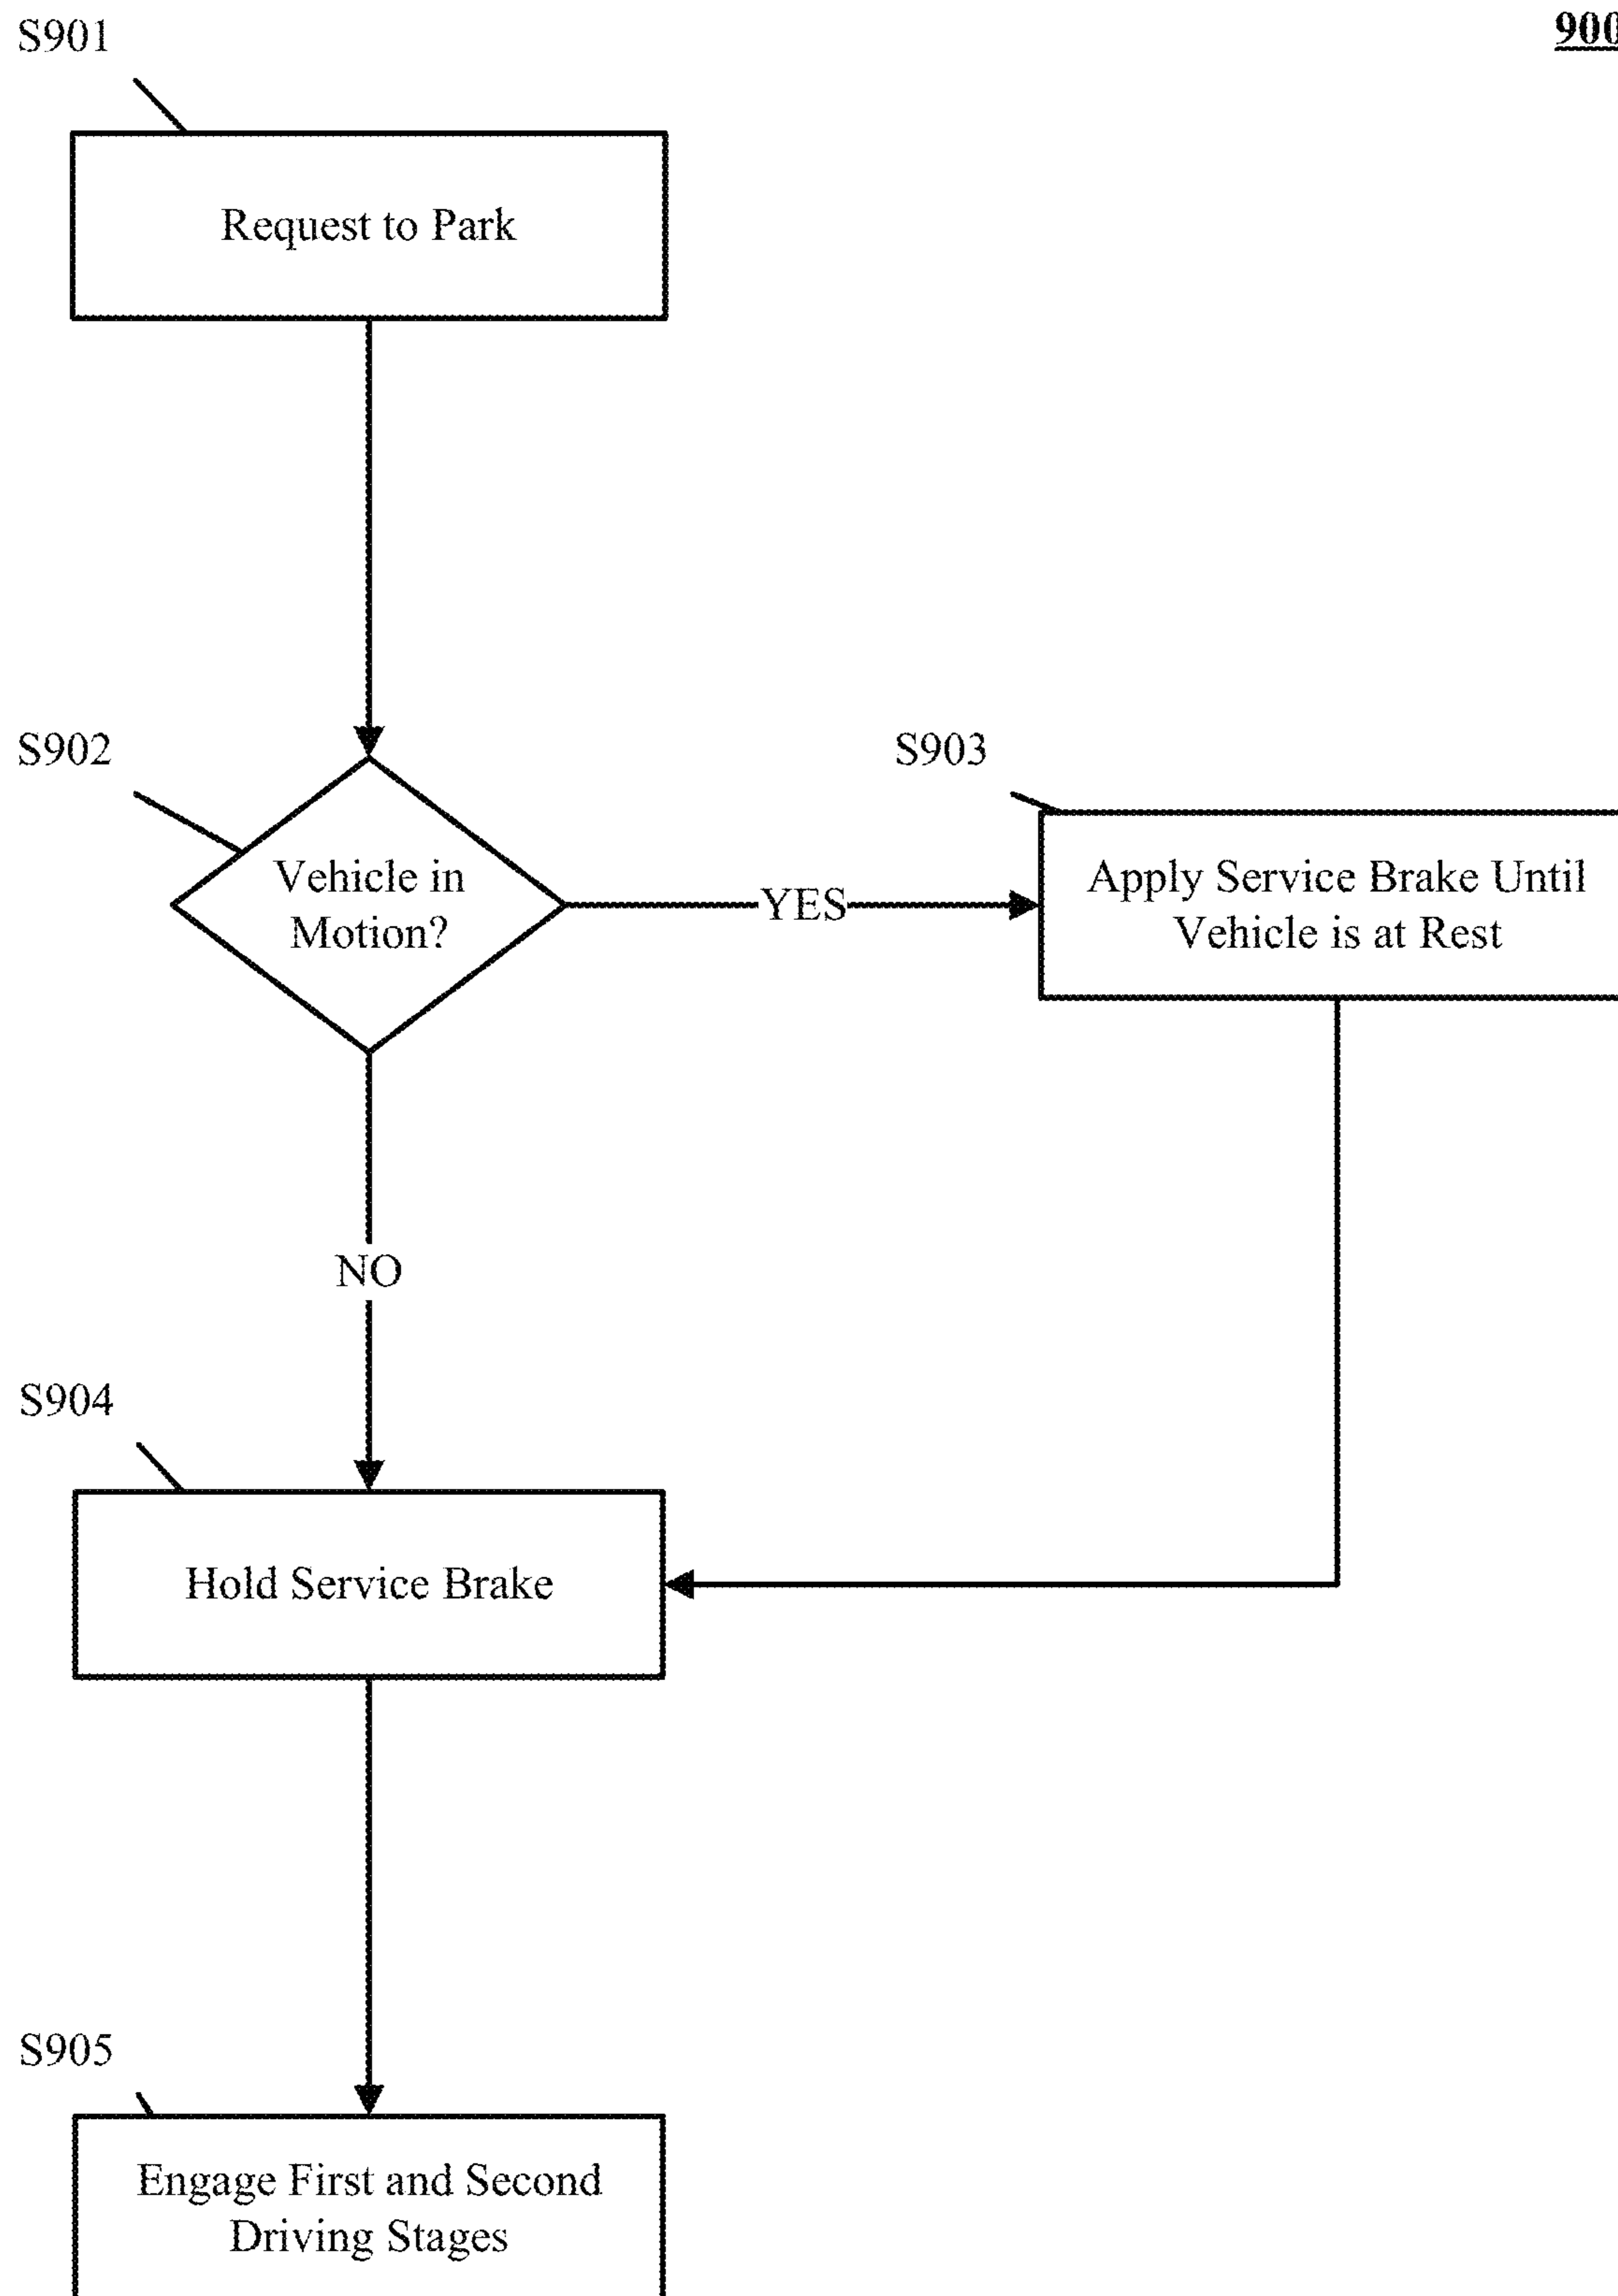 S901
900
Request to Park
S902
S903
Vehicle in
Motion?
YES
Apply Service Brake Until
Vehicle is at Rest
NO
S904
Hold Service Brake
S905
Engage First and Second
Driving Stages